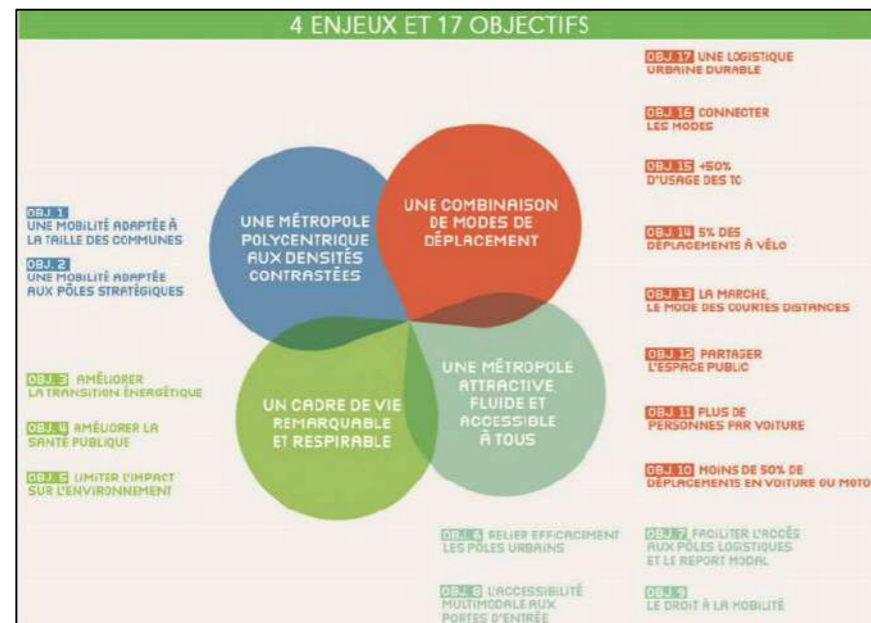 4 ENJEUX ET 17 OBJECTIFS
OBJ. 1
UNE MOBILITÉ ADAPTÉE À
LA TAILLE DES COMMUNES
OBJ. 2
UNE MOBILITÉ ADAPTÉE
AUX PÔLES STRATÉGIQUES
OBJ. 3 AMÉLIORER
LA TRANSITION ÉNERGÉTIQUE
OBJ. 4 AMÉLIORER LA
SANTÉ PUBLIQUE
OBJ. 5 LIMITER L'IMPACT
SUR L'ENVIRONNEMENT
UNE MÉTROPOLE
POLYCENTRIQUE
AUX DENSITÉS
CONTRASTÉES
UNE COMBINAISON
DE MODES DE
DÉPLACEMENT
UN CADRE DE VIE
REMARQUABLE
ET RESPIRABLE
UNE MÉTROPOLE
ATTRACTIVE
FLUIDE ET
ACCESSIBLE
À TOUS
OBJ. 17 UNE LOGISTIQUE
URBAINE DURABLE
OBJ. 16 CONNECTER
LES MODES
OBJ. 15 +50%
D'USAGE DES TC
OBJ. 14 5% DES
DÉPLACEMENTS À VÉLO
OBJ. 13 LA MARCHE,
LE MODE DES COURTES DISTANCES
OBJ. 12 PARTAGER
L'ESPACE PUBLIC
OBJ. 11 PLUS DE
PERSONNES PAR VOITURE
OBJ. 10 MOINS DE 50% DE
DÉPLACEMENTS EN VOITURE OU MOTO
OBJ. 6 RELIER EFFICACIMENT
LES PÔLES URBAINS
OBJ. 7 FACILITER L'ACCÈS
AUX PÔLES LOGISTIQUES
ET LE REPORT MODAL
OBJ. 8 L'ACCESSIBILITÉ
MULTIMODALE AUX
PORTES D'ENTRÉE
OBJ. 9
LE DROIT À LA MOBILITÉ